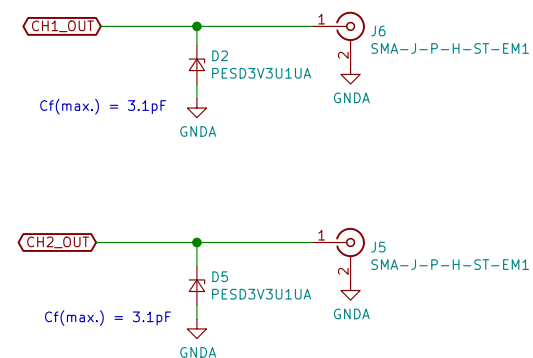 CH1_OUT
1
J6
SMA-J-P-H-ST-EM1
2
D2
PESD3V3U1UA
GNDA
Cf(max.) = 3.1pF
GNDA
CH2_OUT
1
J5
SMA-J-P-H-ST-EM1
2
D5
PESD3V3U1UA
GNDA
Cf(max.) = 3.1pF
GNDA